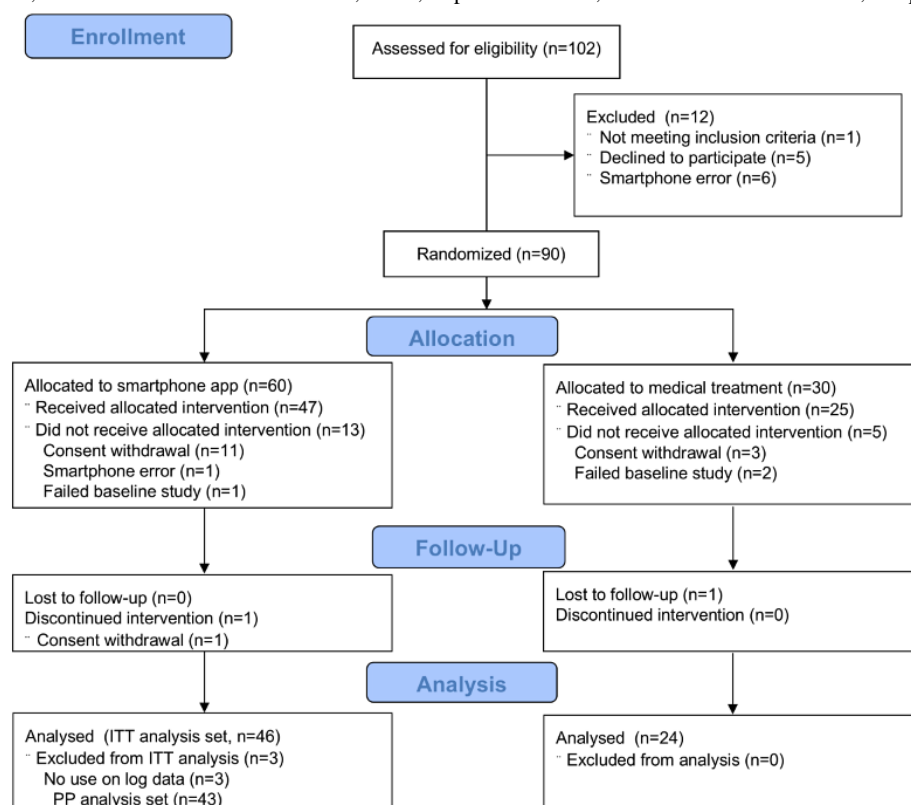 Enrollment
Assessed for eligibility (n=102)
Excluded (n=12)
¨ Not meeting inclusion criteria (n=1)
¨ Declined to participate (n=5)
¨ Smartphone error (n=6)
Randomized (n=90)
Allocation
Allocated to smartphone app (n=60)
¨ Received allocated intervention (n=47)
¨ Did not receive allocated intervention (n=13)
Consent withdrawal (n=11)
Smartphone error (n=1)
Failed baseline study (n=1)
Allocated to medical treatment (n=30)
¨ Received allocated intervention (n=25)
¨ Did not receive allocated intervention (n=5)
Consent withdrawal (n=3)
Failed baseline study (n=2)
Follow-Up
Lost to follow-up (n=0)
Discontinued intervention (n=1)
¨ Consent withdrawal (n=1)
Lost to follow-up (n=1)
Discontinued intervention (n=0)
Analysis
Analysed (ITT analysis set, n=46)
¨ Excluded from ITT analysis (n=3)
No use on log data (n=3)
PP analysis set (n=43)
Analysed (n=24)
¨ Excluded from analysis (n=0)